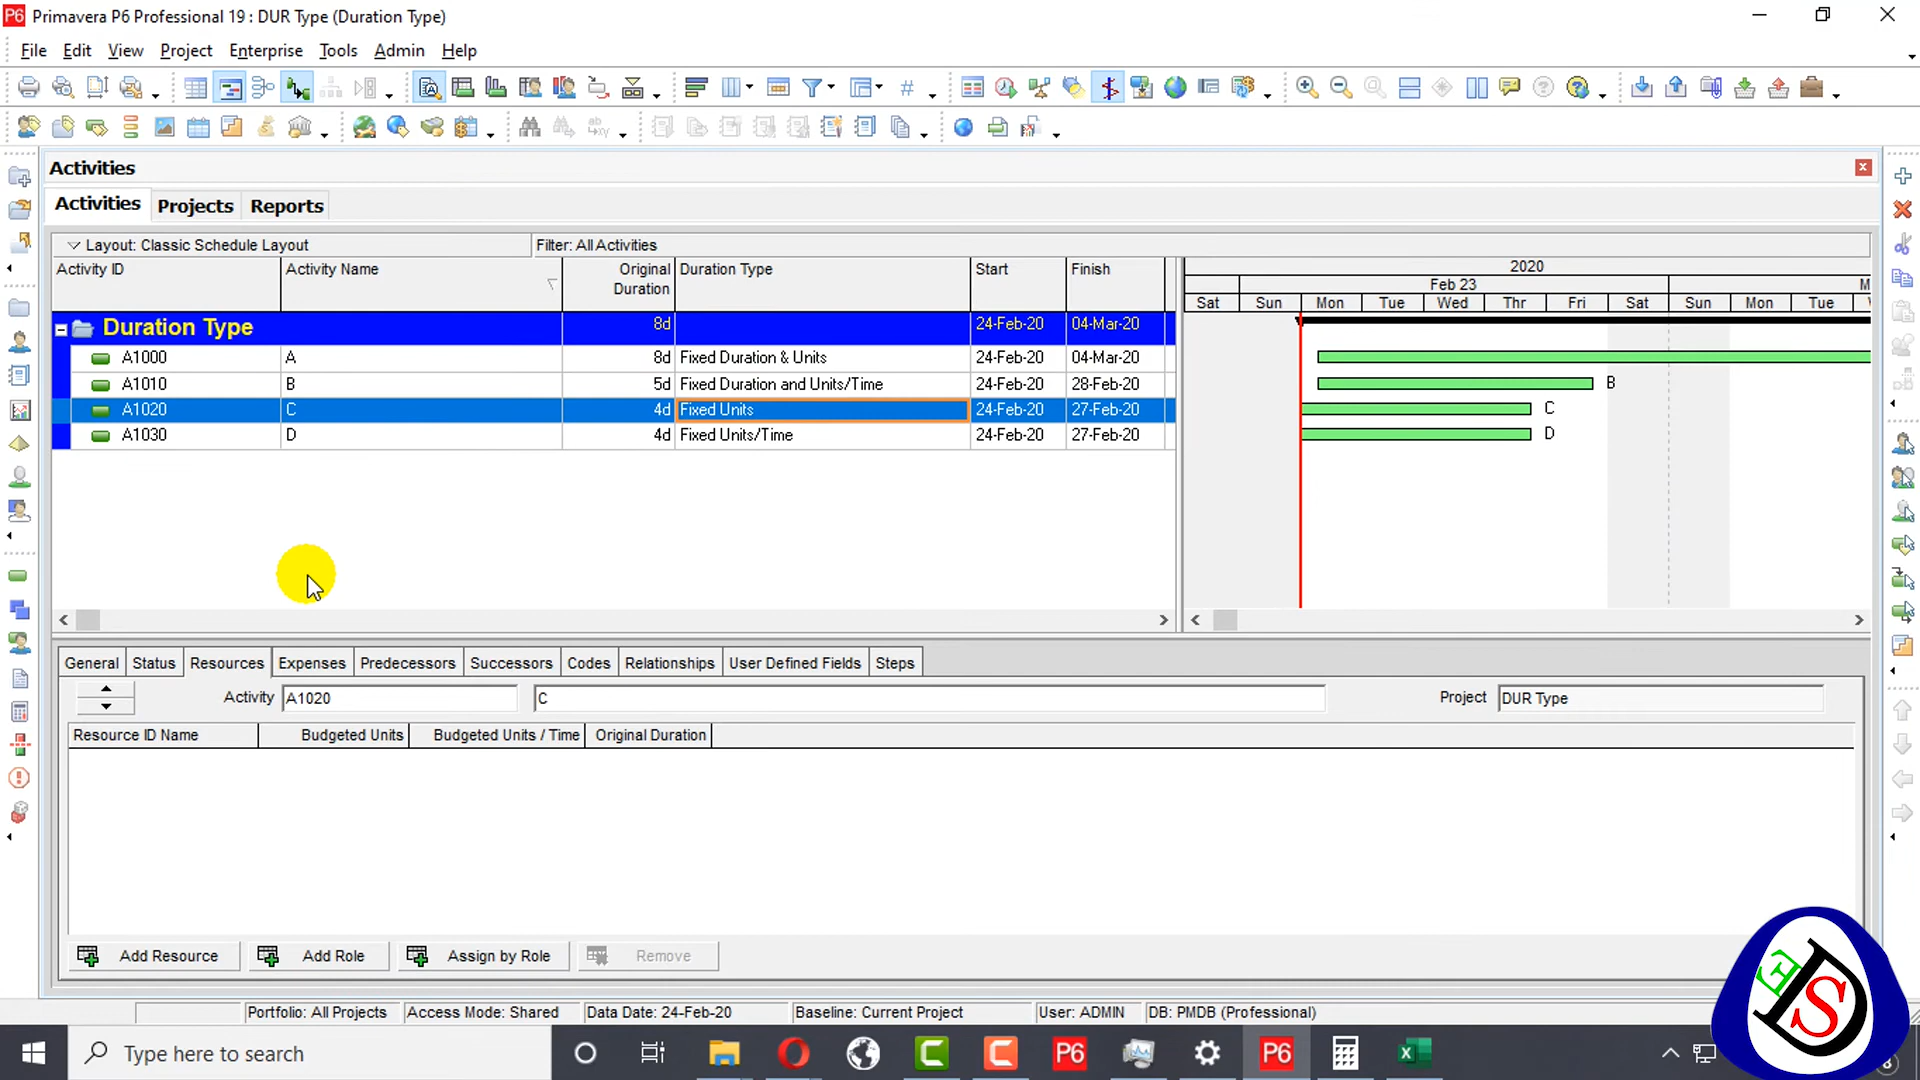 P6 Primavera P6 Professional 19 : DUR Type (Duration Type)
File Edit View Project Enterprise Tools Admin Help
Activities
Activities Projects Reports
Layout: Classic Schedule Layout Filter: All Activities
Activity ID Activity Name Original Duration Duration Type Start Finish
2020
Feb 23 M
Sat Sun Mon Tue Wed Thr Fri Sat Sun Mon Tue
Duration Type 8d 24-Feb-20 04-Mar-20
A1000 A 8d Fixed Duration & Units 24-Feb-20 04-Mar-20
A1010 B 5d Fixed Duration and Units/Time 24-Feb-20 28-Feb-20 B
A1020 C 4d Fixed Units 24-Feb-20 27-Feb-20 C
A1030 D 4d Fixed Units/Time 24-Feb-20 27-Feb-20 D
General Status Resources Expenses Predecessors Successors Codes Relationships User Defined Fields Steps
Activity A1020 C Project DUR Type
Resource ID Name Budgeted Units Budgeted Units / Time Original Duration
Add Resource Add Role Assign by Role Remove
Portfolio: All Projects Access Mode: Shared Data Date: 24-Feb-20 Baseline: Current Project User: ADMIN DB: PMDB (Professional)
Type here to search P6 P6